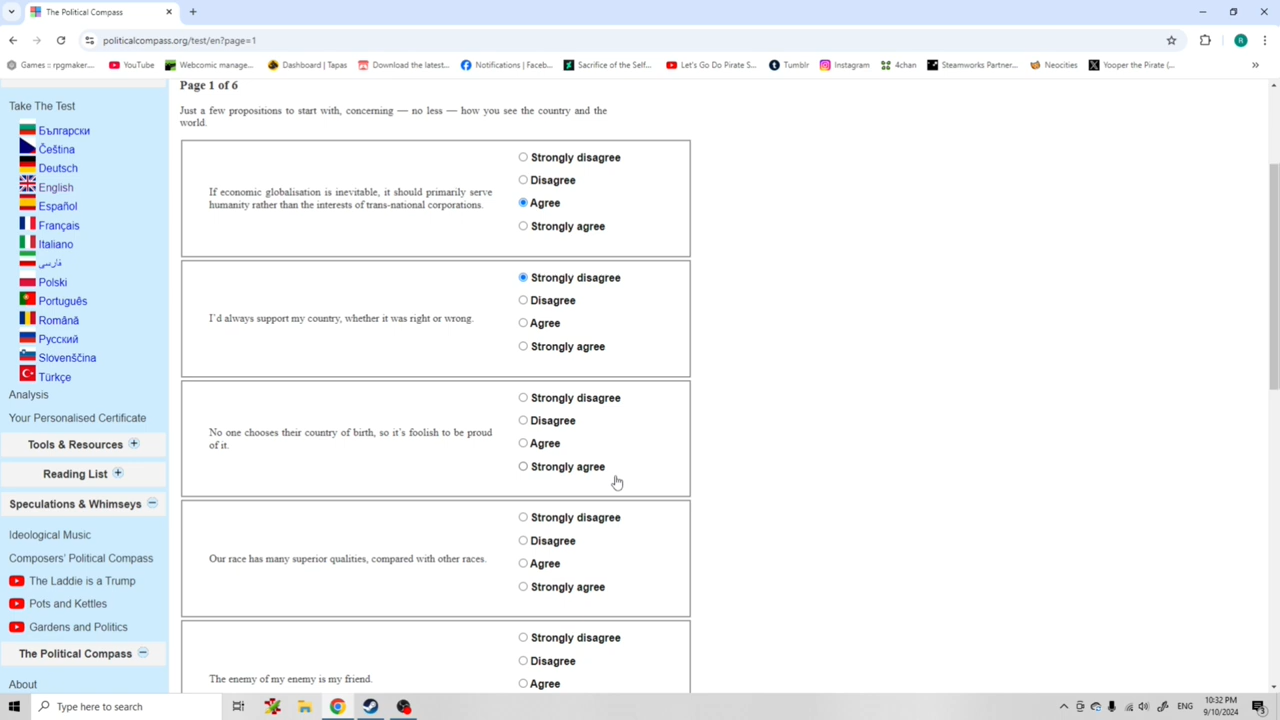 The Political Compass
politicalcompass.org/test/en?page=1
Games :: rpgmaker....
YouTube
Webcomic manage...
Dashboard | Tapas
Download the latest...
Notifications | Faceb...
Sacrifice of the Self...
Let's Go Do Pirate S...
Tumblr
Instagram
4chan
Steamworks Partner...
Neocities
Yooper the Pirate (...
Page 1 of 6
Just a few propositions to start with, concerning — no less — how you see the country and the
world.
Take The Test
Български
Čeština
Deutsch
English
Español
Français
Italiano
فارسی
Polski
Português
Română
Русский
Slovenščina
Türkçe
Analysis
Your Personalised Certificate
Tools & Resources
Reading List
Speculations & Whimseys
Ideological Music
Composers' Political Compass
The Laddie is a Trump
Pots and Kettles
Gardens and Politics
The Political Compass
About
If economic globalisation is inevitable, it should primarily serve
humanity rather than the interests of trans-national corporations.
Strongly disagree
Disagree
Agree
Strongly agree
I'd always support my country, whether it was right or wrong.
Strongly disagree
Disagree
Agree
Strongly agree
No one chooses their country of birth, so it's foolish to be proud
of it.
Strongly disagree
Disagree
Agree
Strongly agree
Our race has many superior qualities, compared with other races.
Strongly disagree
Disagree
Agree
Strongly agree
The enemy of my enemy is my friend.
Strongly disagree
Disagree
Agree
Type here to search
ENG
10:32 PM
9/10/2024